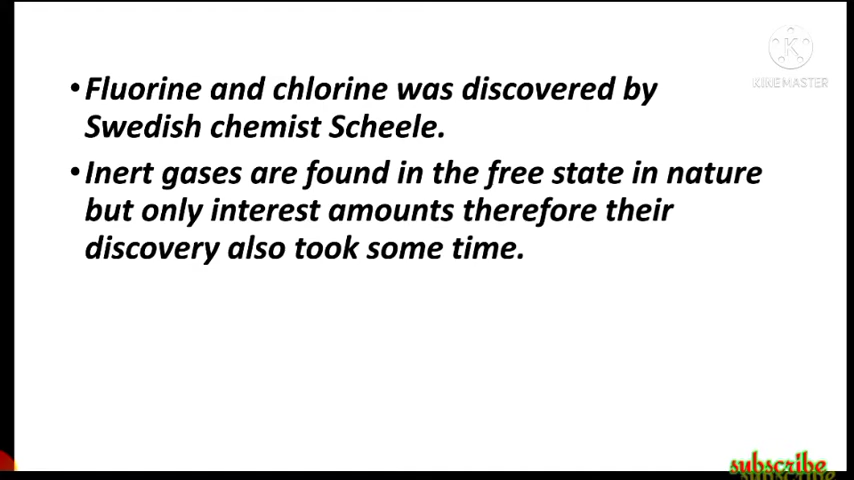 KINEMASTER
•Fluorine and chlorine was discovered by
Swedish chemist Scheele.
•Inert gases are found in the free state in nature
but only interest amounts therefore their
discovery also took some time.
subscribe
subscribe